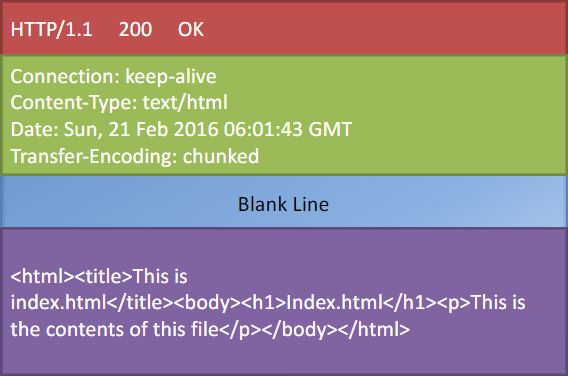 HTTP/1.1 200 OK
Connection: keep-alive
Content-Type: text/html
Date: Sun, 21 Feb 2016 06:01:43 GMT
Transfer-Encoding: chunked
Blank Line
<html><title>This is
index.html</title><body><h1>Index.html</h1><p>This is
the contents of this file</p></body></html>